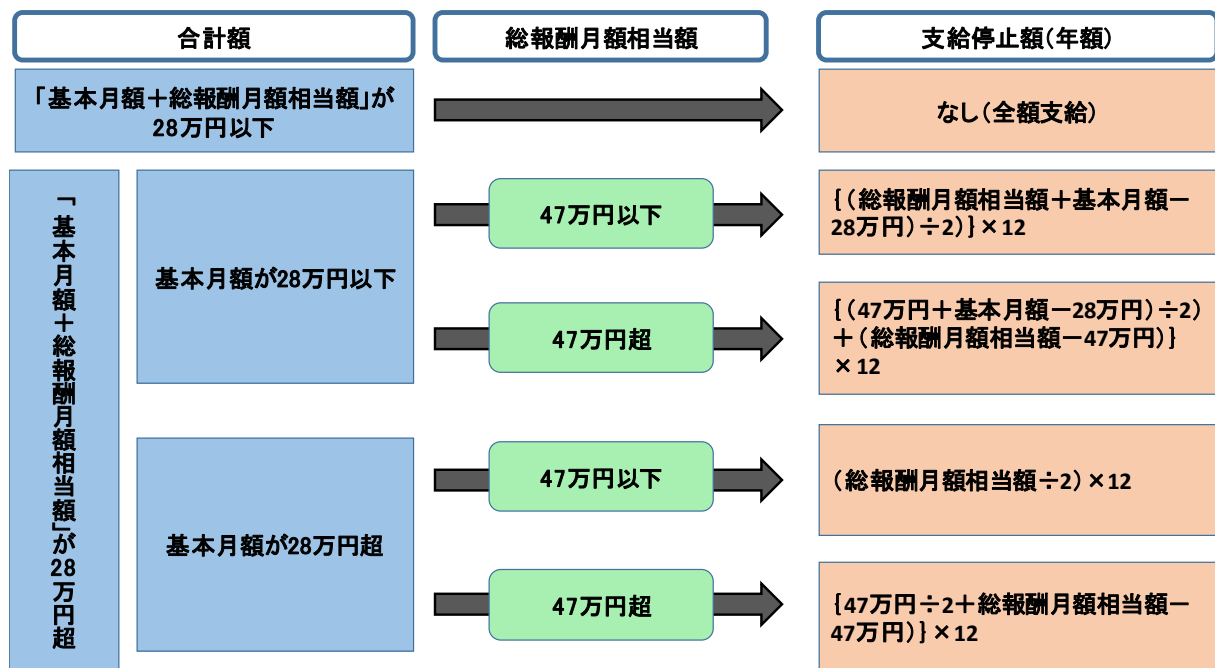 合計額
総報酬月額相当額
支給停止額(年額)
「基本月額+総報酬月額相当額」が
28万円以下
なし(全額支給)
「基本月額+総報酬月額相当額」が28万円超
基本月額が28万円以下
47万円以下
{(総報酬月額相当額+基本月額-
28万円)÷2)}×12
47万円超
{(47万円+基本月額-28万円)÷2)
+(総報酬月額相当額-47万円)}
×12
基本月額が28万円超
47万円以下
(総報酬月額相当額÷2)×12
47万円超
{47万円÷2+総報酬月額相当額-
47万円)}×12